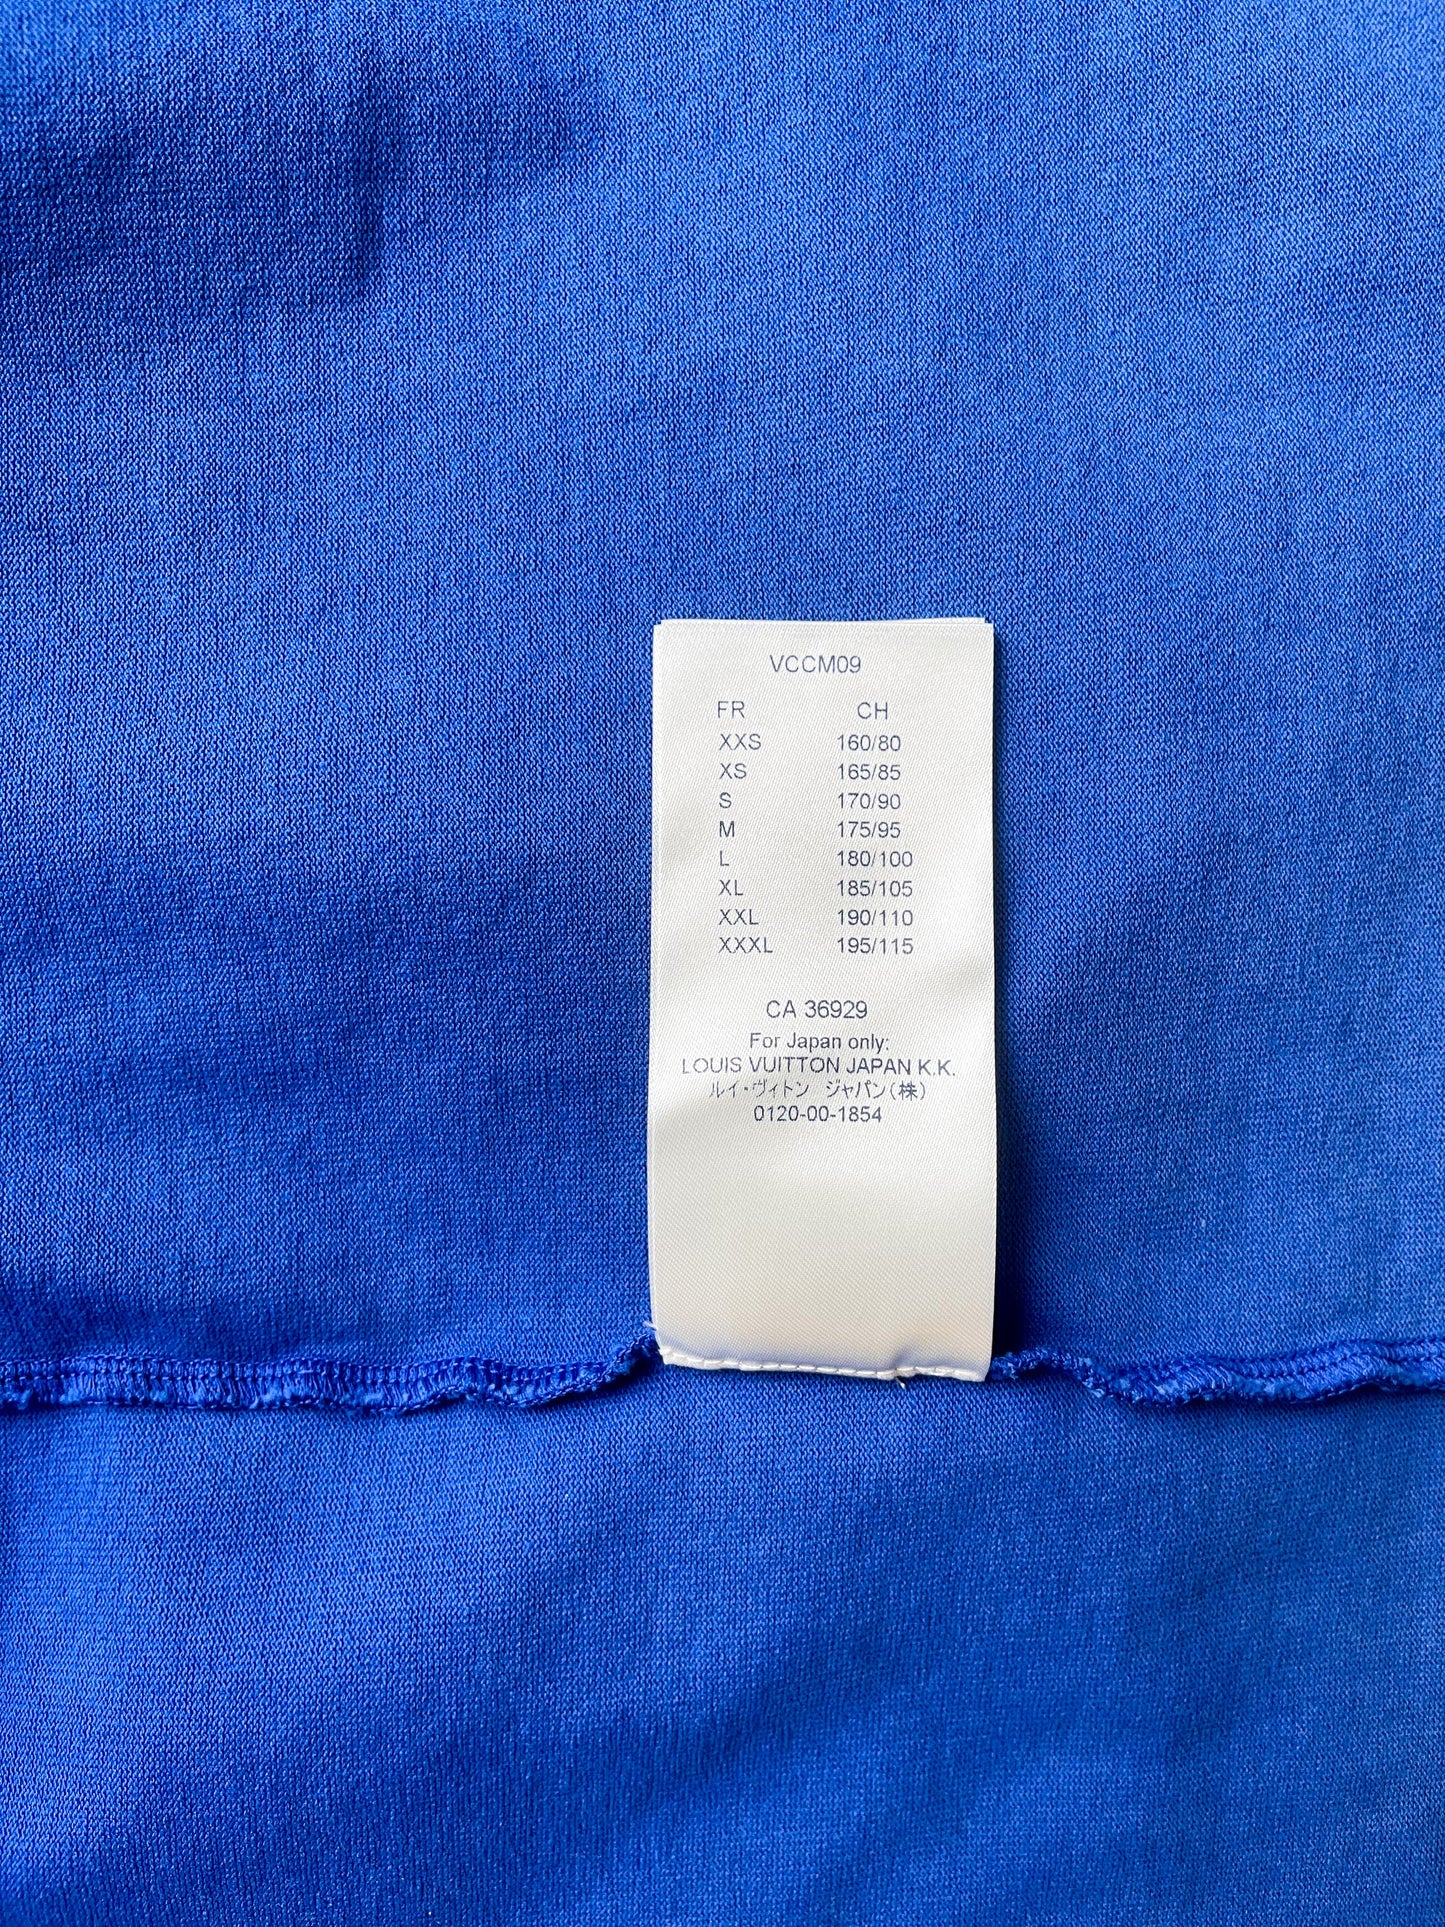 VCCM09
FR CH
XXS 160/80
XS 165/85
S 170/90
M 175/95
L 180/100
XL 185/105
XXL 190/110
XXXL 195/115
CA 36929
For Japan only:
LOUIS VUITTON JAPAN K.K.
ルイ・ヴィトン ジャパン(株)
0120-00-1854